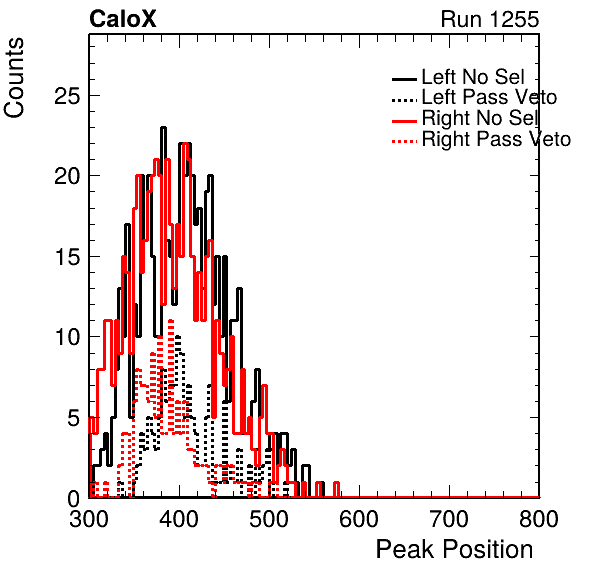 CaloX Run 1255
Counts
Left No Sel
Left Pass Veto
Right No Sel
Right Pass Veto
25
20
15
10
5
0
300 400 500 600 700 800
Peak Position